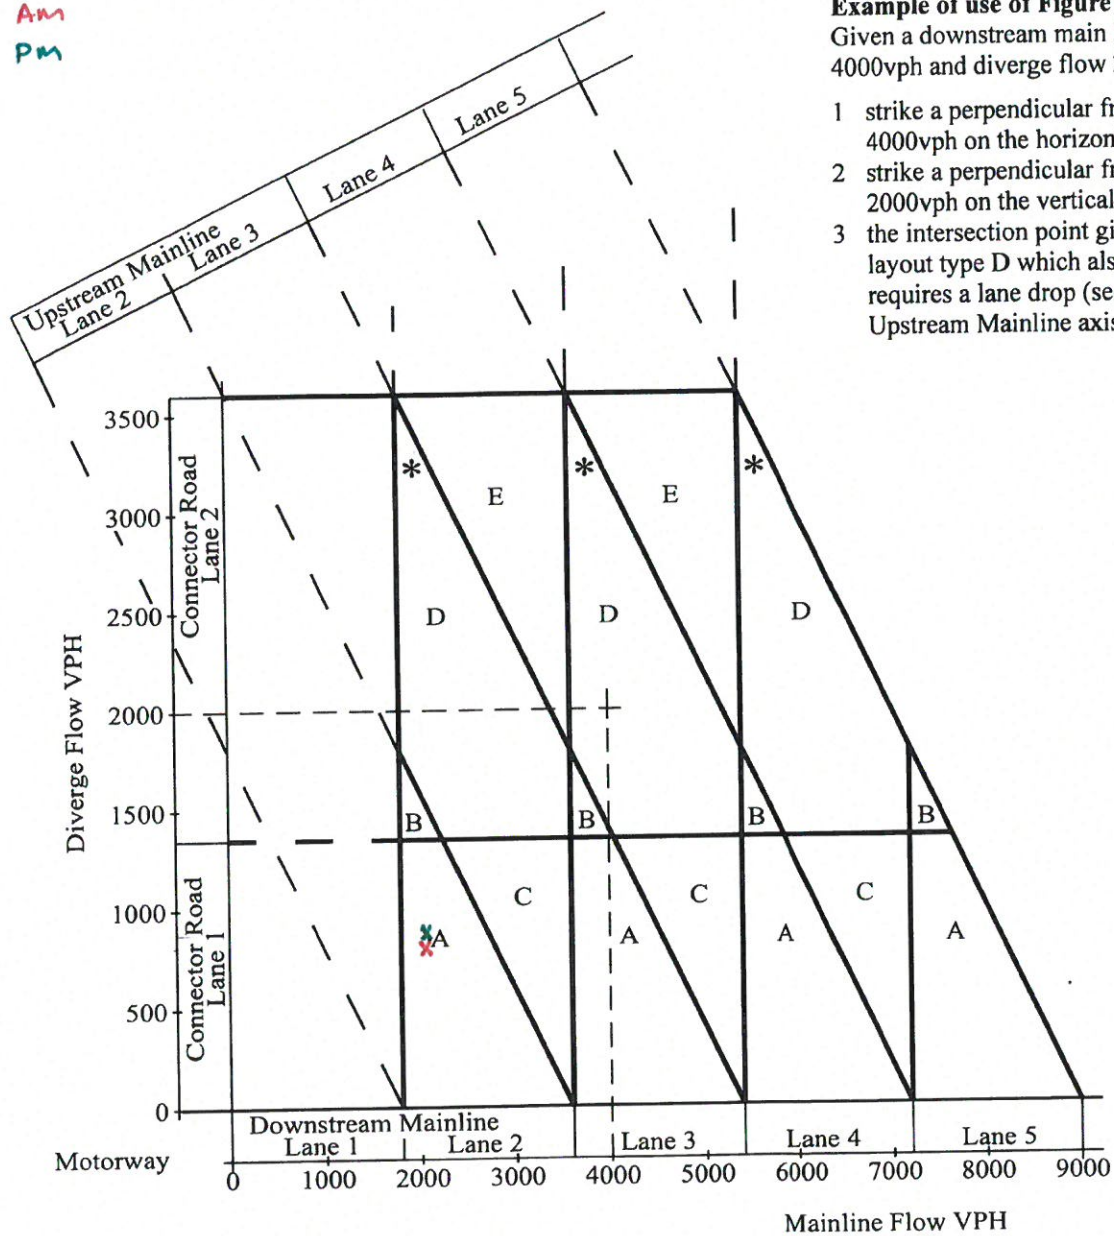 Am
Pm
Example of use of Figure
Given a downstream main
4000vph and diverge flow
1 strike a perpendicular fr
4000vph on the horizon
2 strike a perpendicular fr
2000vph on the vertical
3 the intersection point gi
layout type D which als
requires a lane drop (se
Upstream Mainline axis
Upstream Mainline
Lane 2
Lane 3
Lane 4
Lane 5
3500
3000
2500
2000
1500
1000
500
0
Diverge Flow VPH
Connector Road
Lane 2
Connector Road
Lane 1
* * *
E E
D D D
B B B B
C C C
x A A A A
x
Downstream Mainline
Lane 1 Lane 2 Lane 3 Lane 4 Lane 5
Motorway
0 1000 2000 3000 4000 5000 6000 7000 8000 9000
Mainline Flow VPH